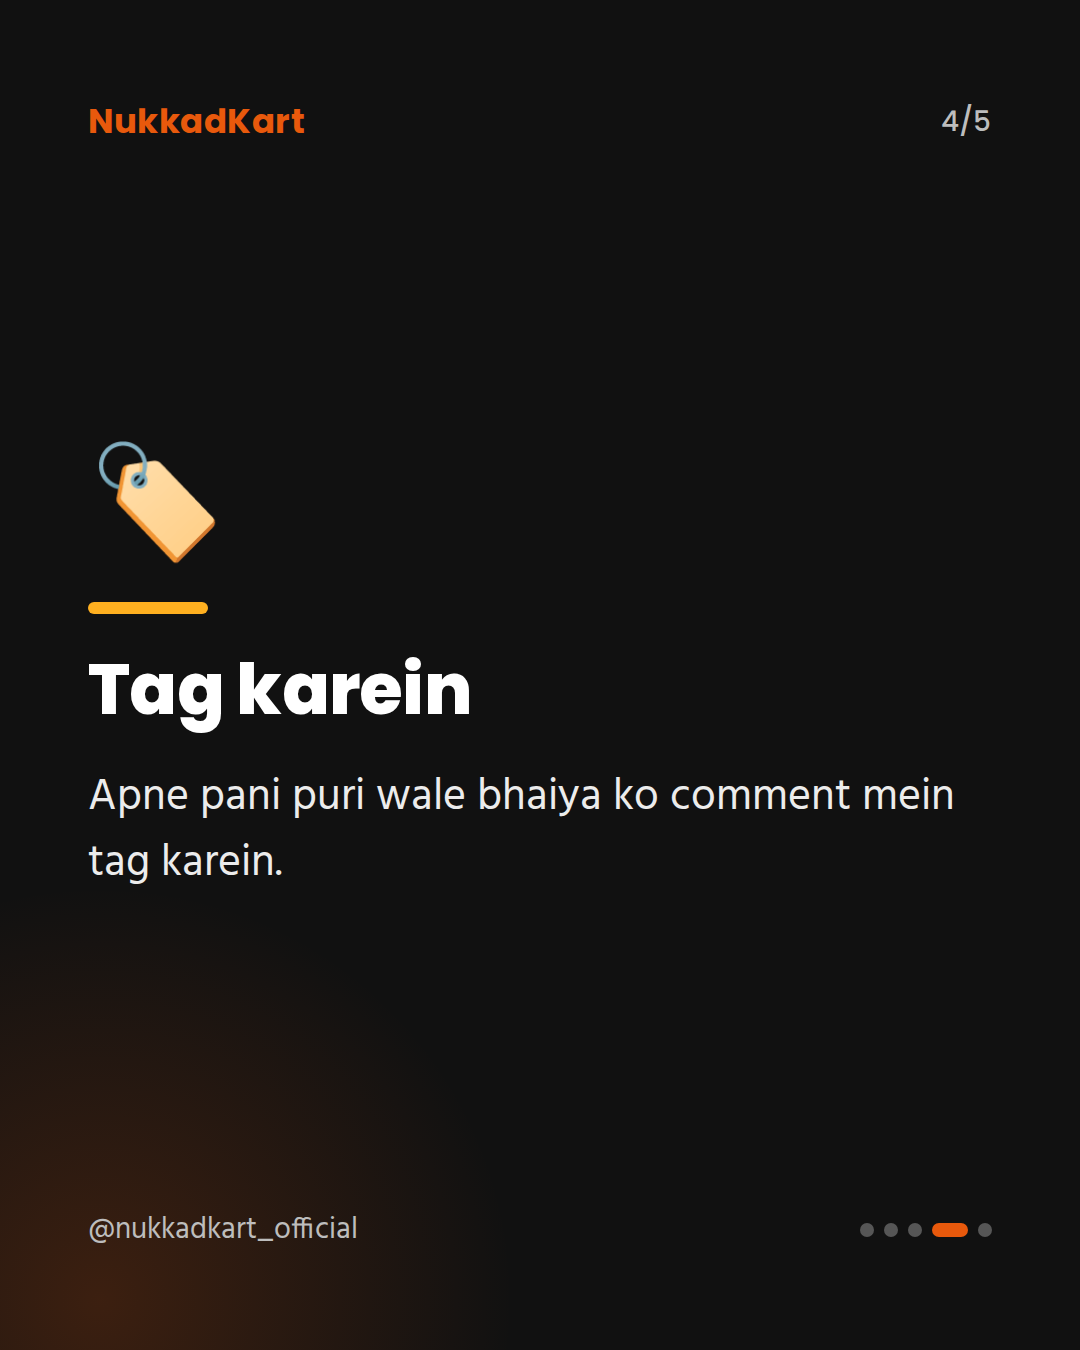 NukkadKart
4/5
Tag karein
Apne pani puri wale bhaiya ko comment mein
tag karein.
@nukkadkart_official